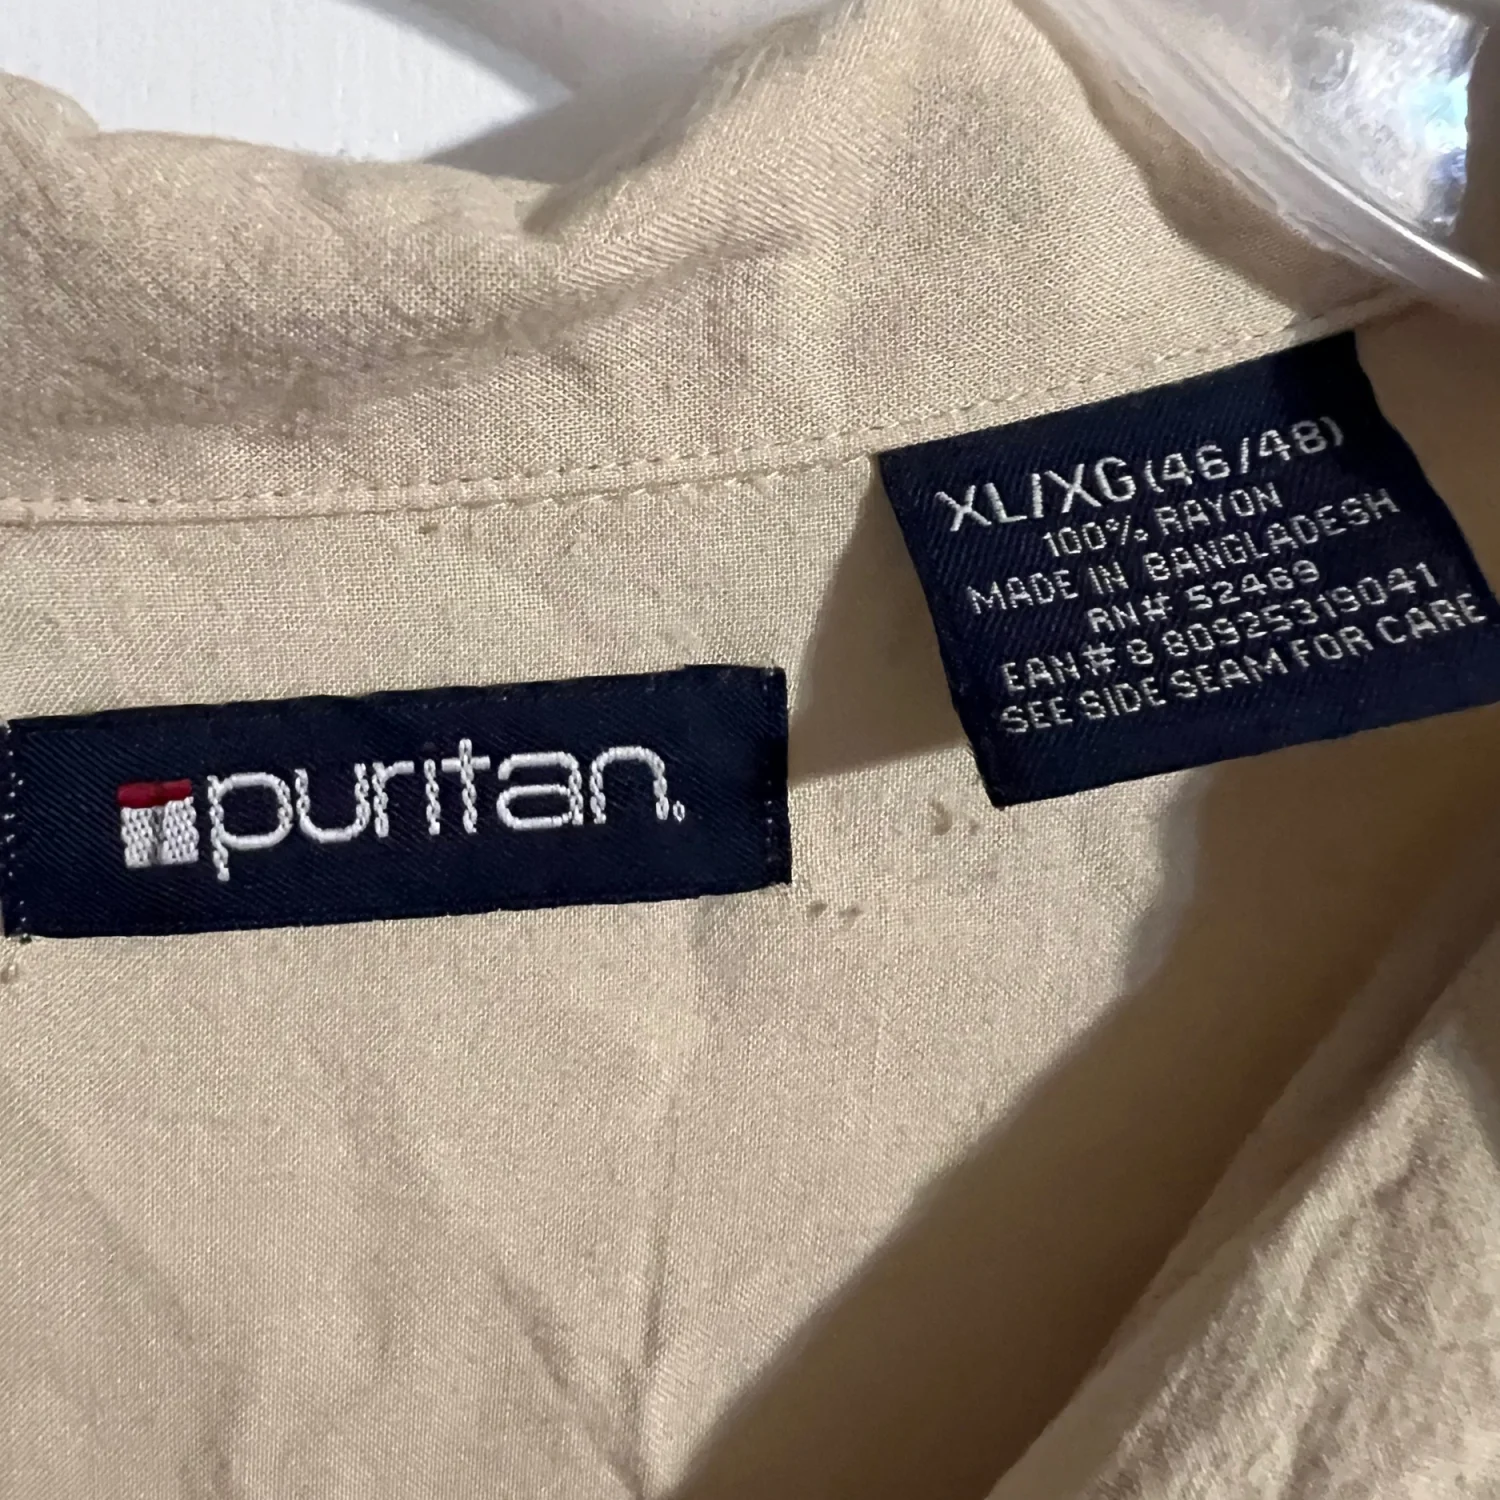 puritan.
XL/XG (46/48)
100% RAYON
MADE IN BANGLADESH
RN# 52469
EAN# 8 80925319041
SEE SIDE SEAM FOR CARE